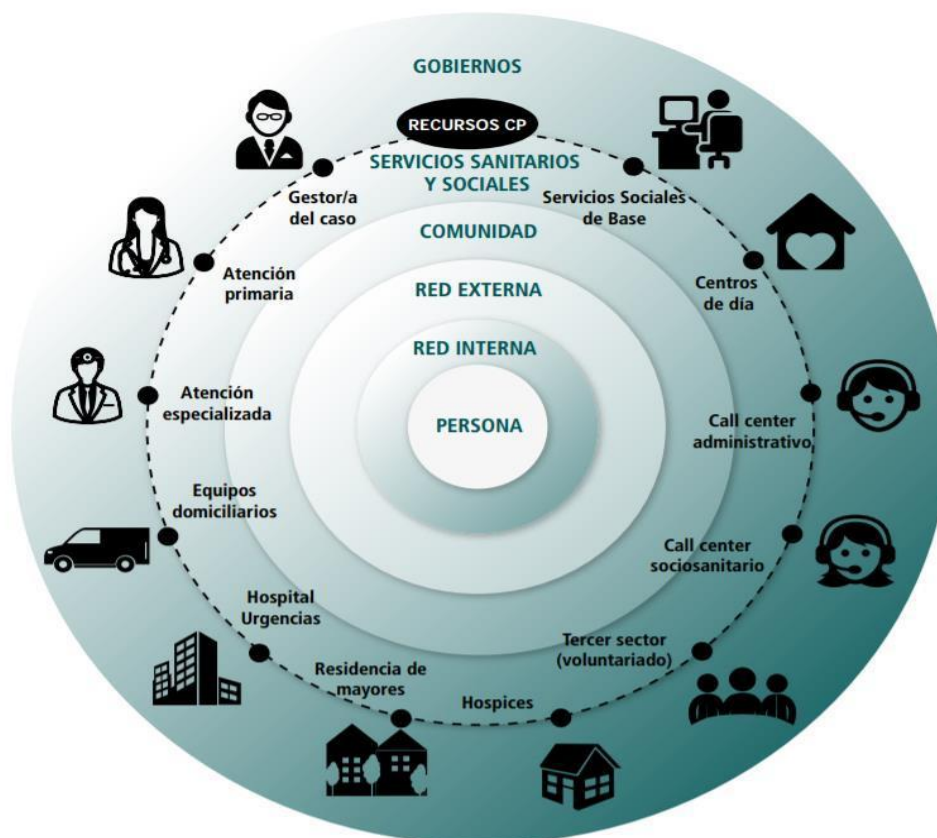 GOBIERNOS
RECURSOS CP
SERVICIOS SANITARIOS
Y SOCIALES
Gestor/a
del caso
Servicios Sociales
de Base
COMUNIDAD
Atención
primaria
Centros
de día
RED EXTERNA
RED INTERNA
Atención
especializada
PERSONA
Call center
administrativo
Equipos
domiciliarios
Call center
sociosanitario
Hospital
Urgencias
Tercer sector
(voluntariado)
Residencia de
mayores
Hospices